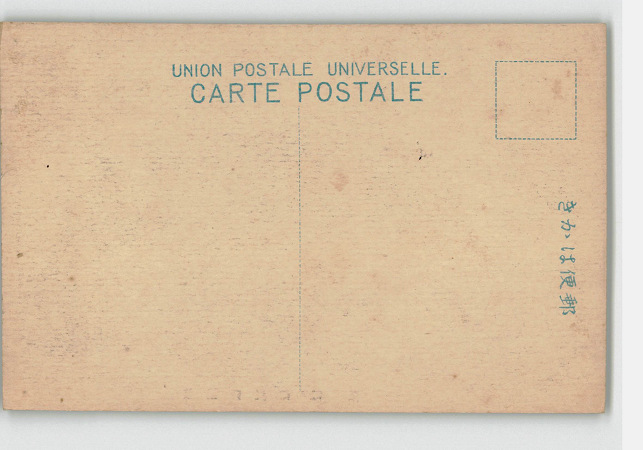 UNION POSTALE UNIVERSELLE.
CARTE POSTALE
きかは便郵